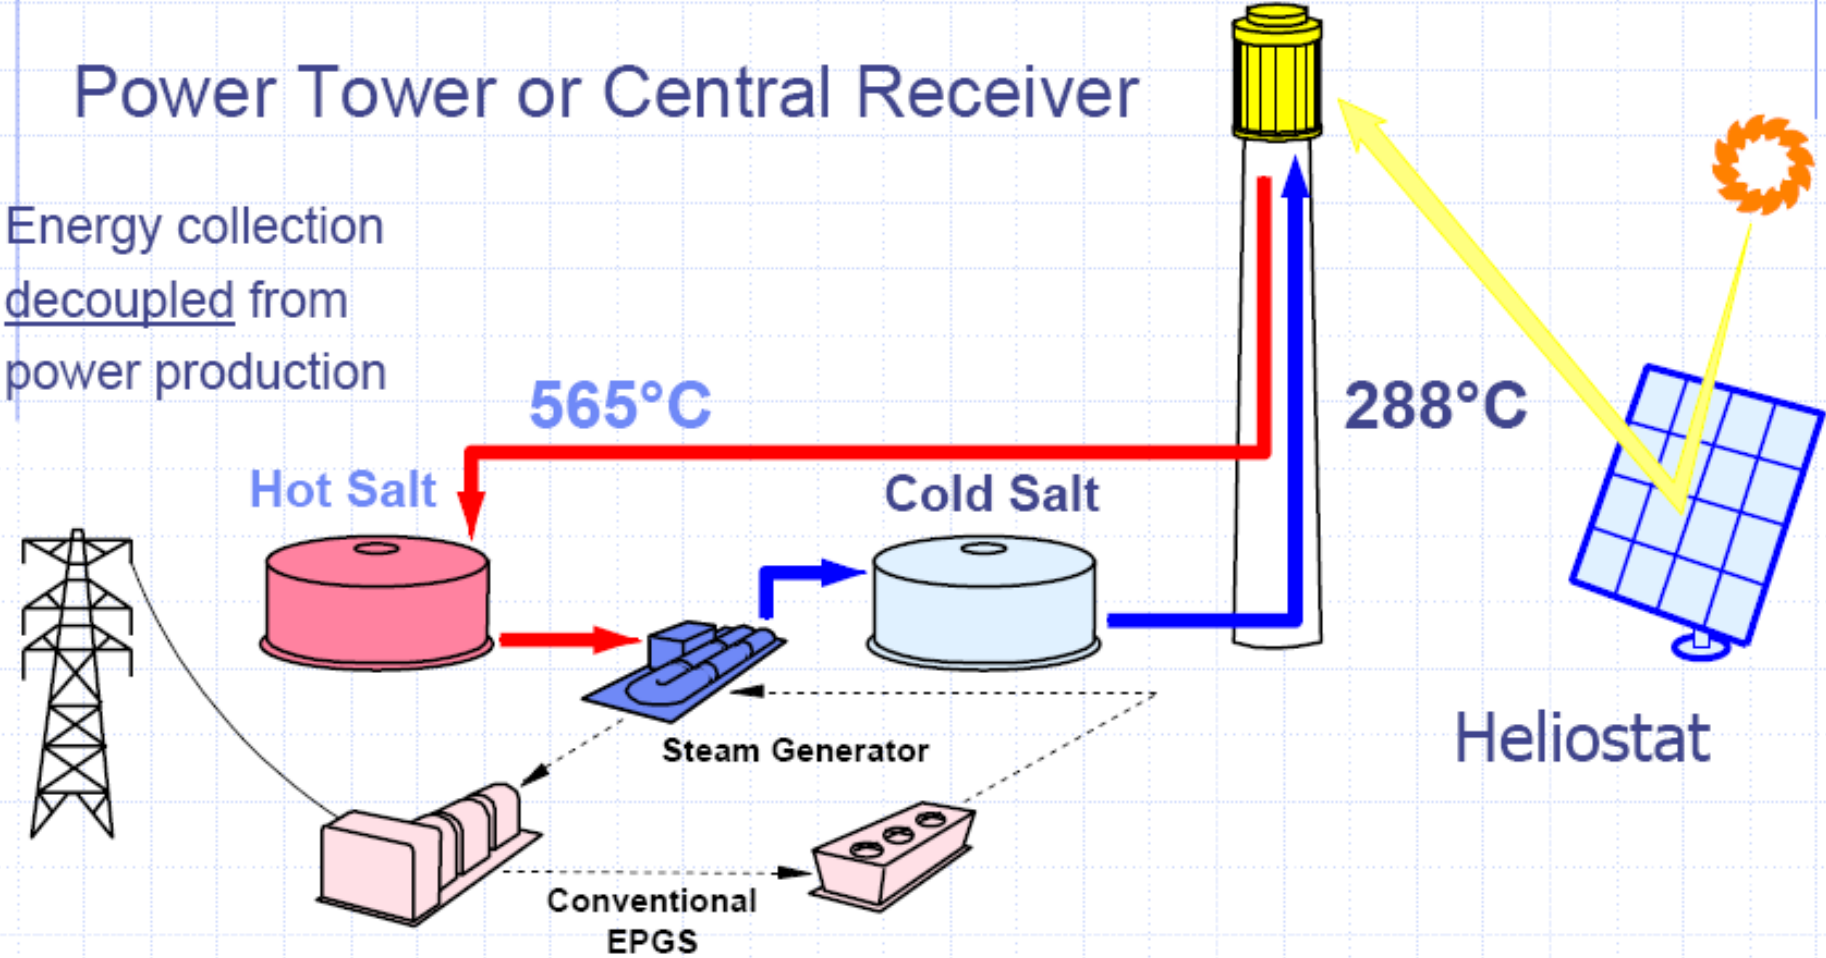 Power Tower or Central Receiver
Energy collection
decoupled from
power production
565°C
288°C
Hot Salt
Cold Salt
Steam Generator
Heliostat
Conventional
EPGS